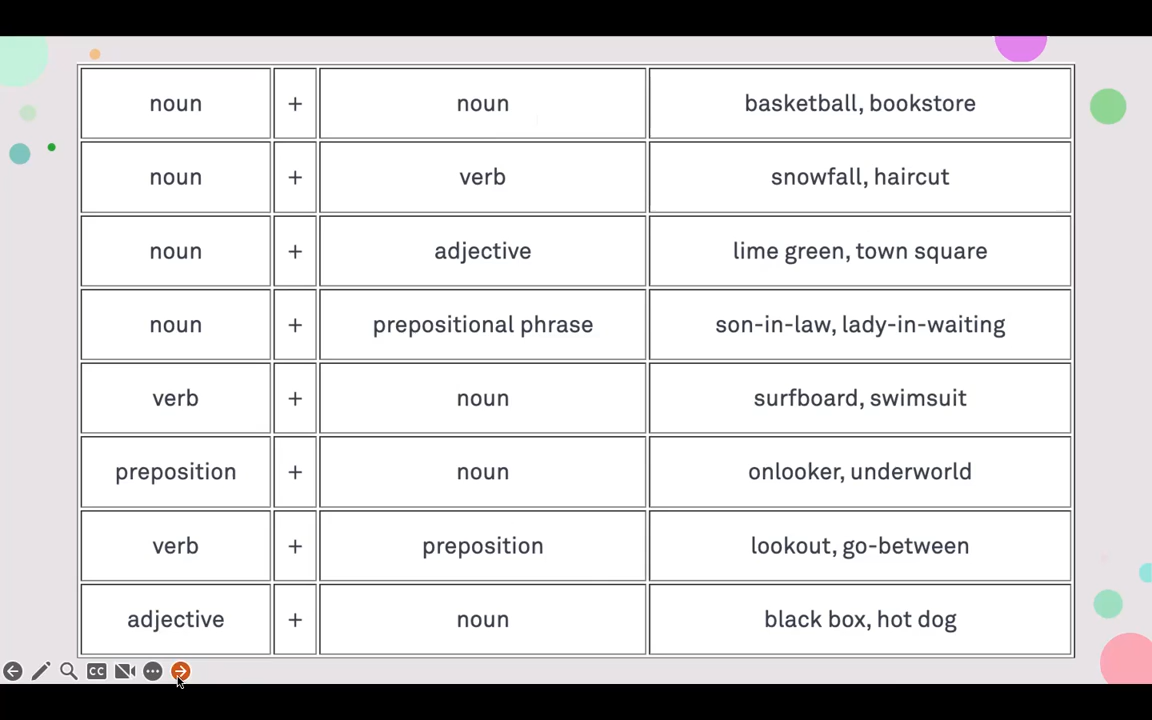 noun + noun basketball, bookstore
noun + verb snowfall, haircut
noun + adjective lime green, town square
noun + prepositional phrase son-in-law, lady-in-waiting
verb + noun surfboard, swimsuit
preposition + noun onlooker, underworld
verb + preposition lookout, go-between
adjective + noun black box, hot dog
CC